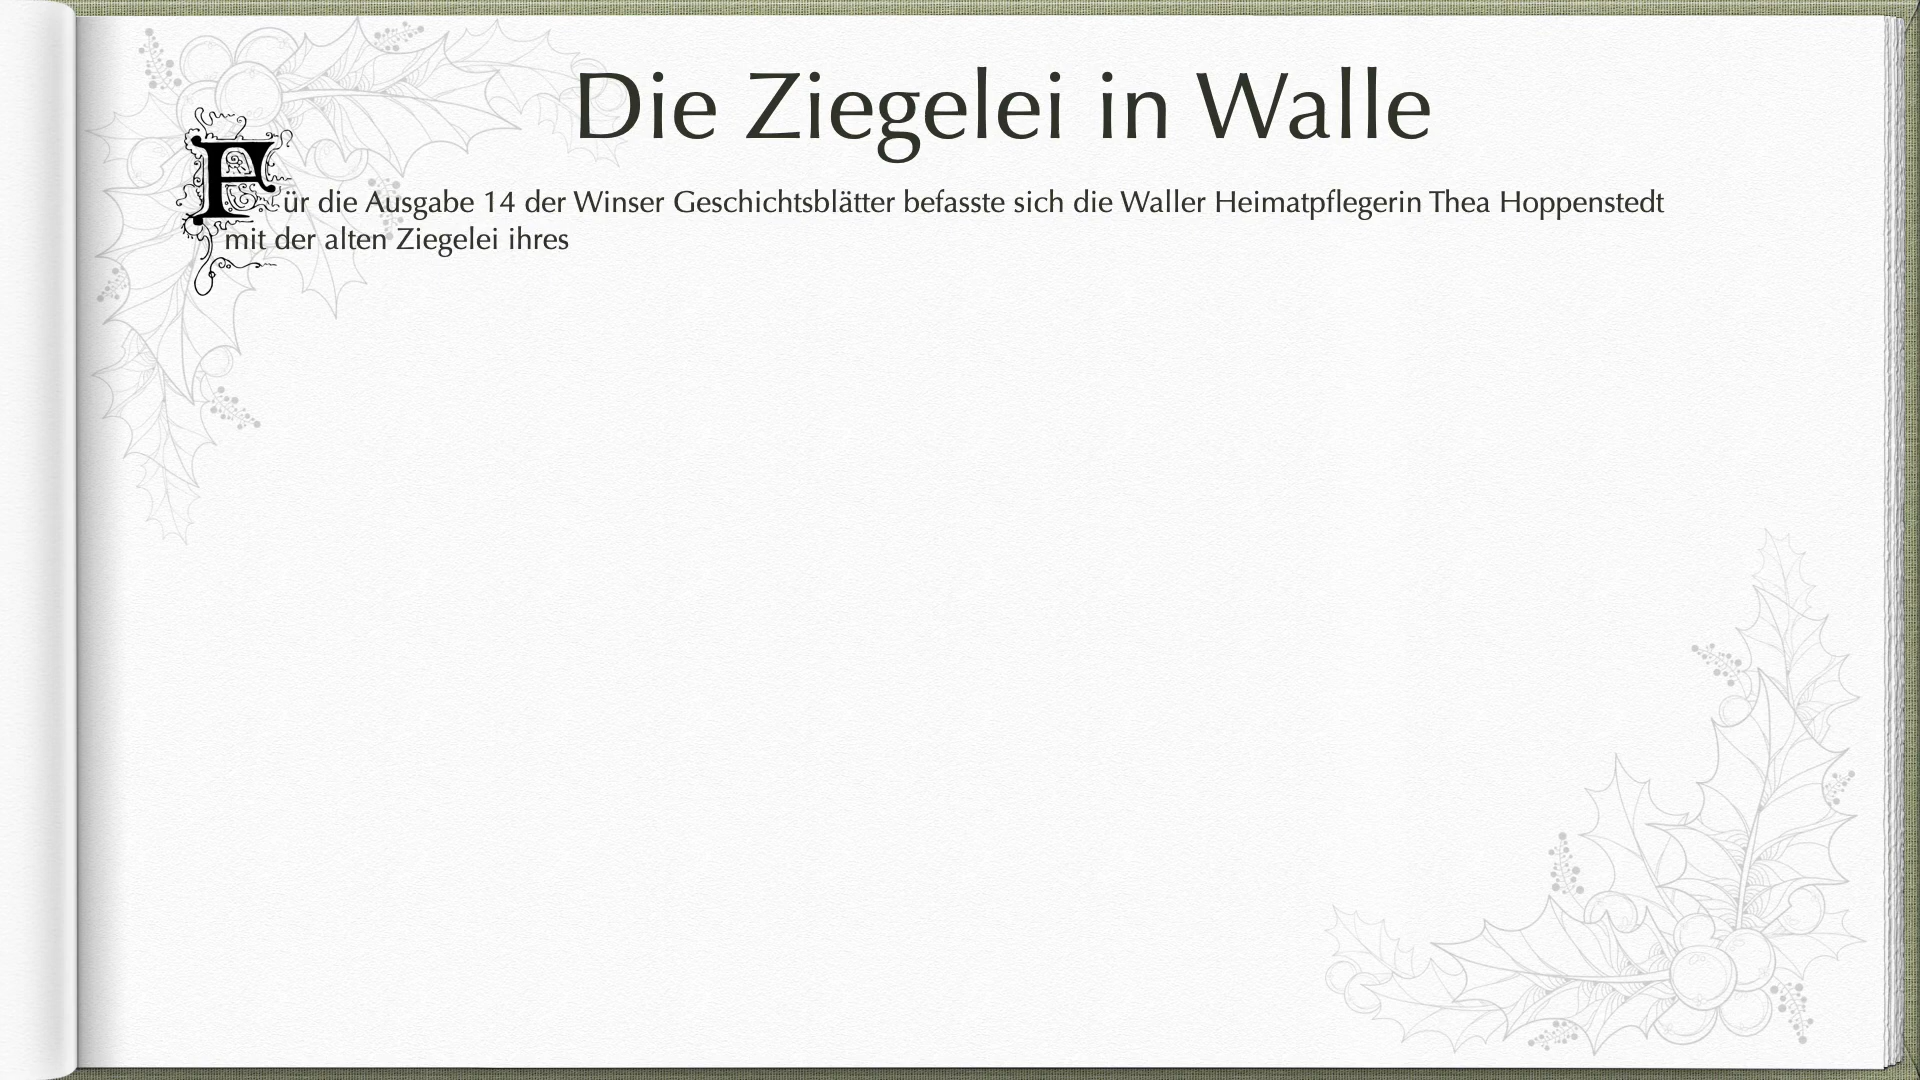 Die Ziegelei in Walle
Für die Ausgabe 14 der Winser Geschichtsblätter befasste sich die Waller Heimatpflegerin Thea Hoppenstedt
mit der alten Ziegelei ihres